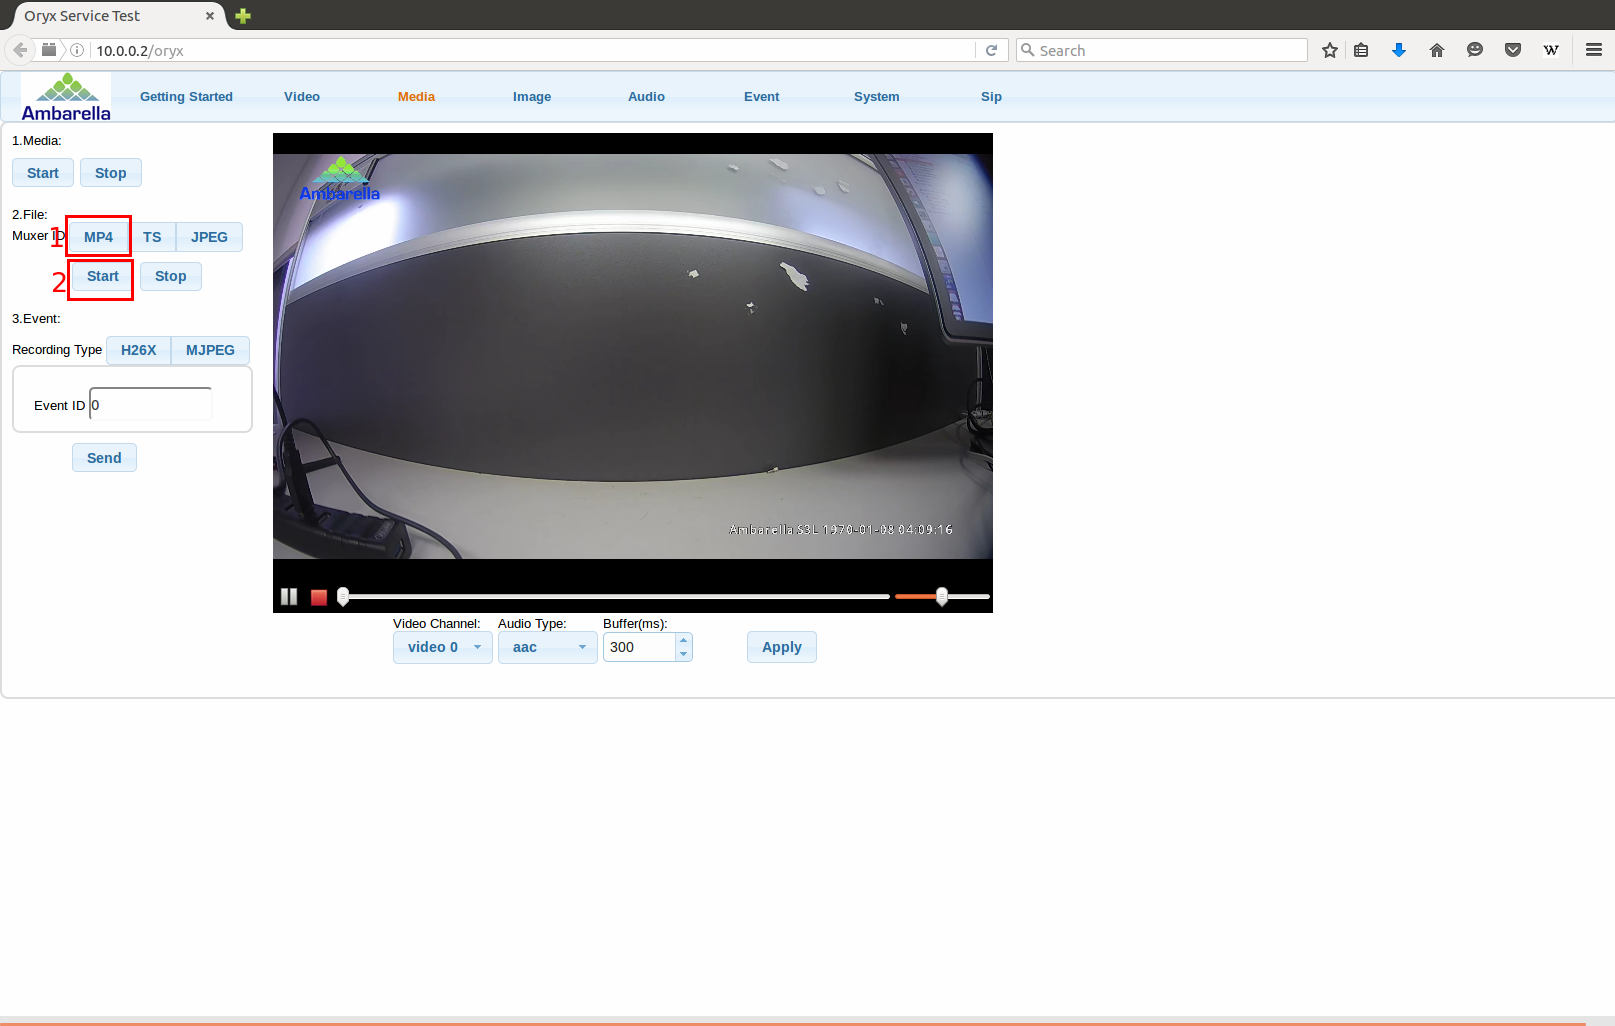 Oryx Service Test
10.0.0.2/oryx
Search
W
Ambarella
Getting Started
Video
Media
Image
Audio
Event
System
Sip
1.Media:
Start
Stop
2.File:
Muxer ID
1
MP4
TS
JPEG
2
Start
Stop
3.Event:
Recording Type
H26X
MJPEG
Event ID
0
Send
Ambarella
Ambarella S3L 1970-01-08 04:09:16
Video Channel:
Audio Type:
Buffer(ms):
video 0
aac
300
Apply